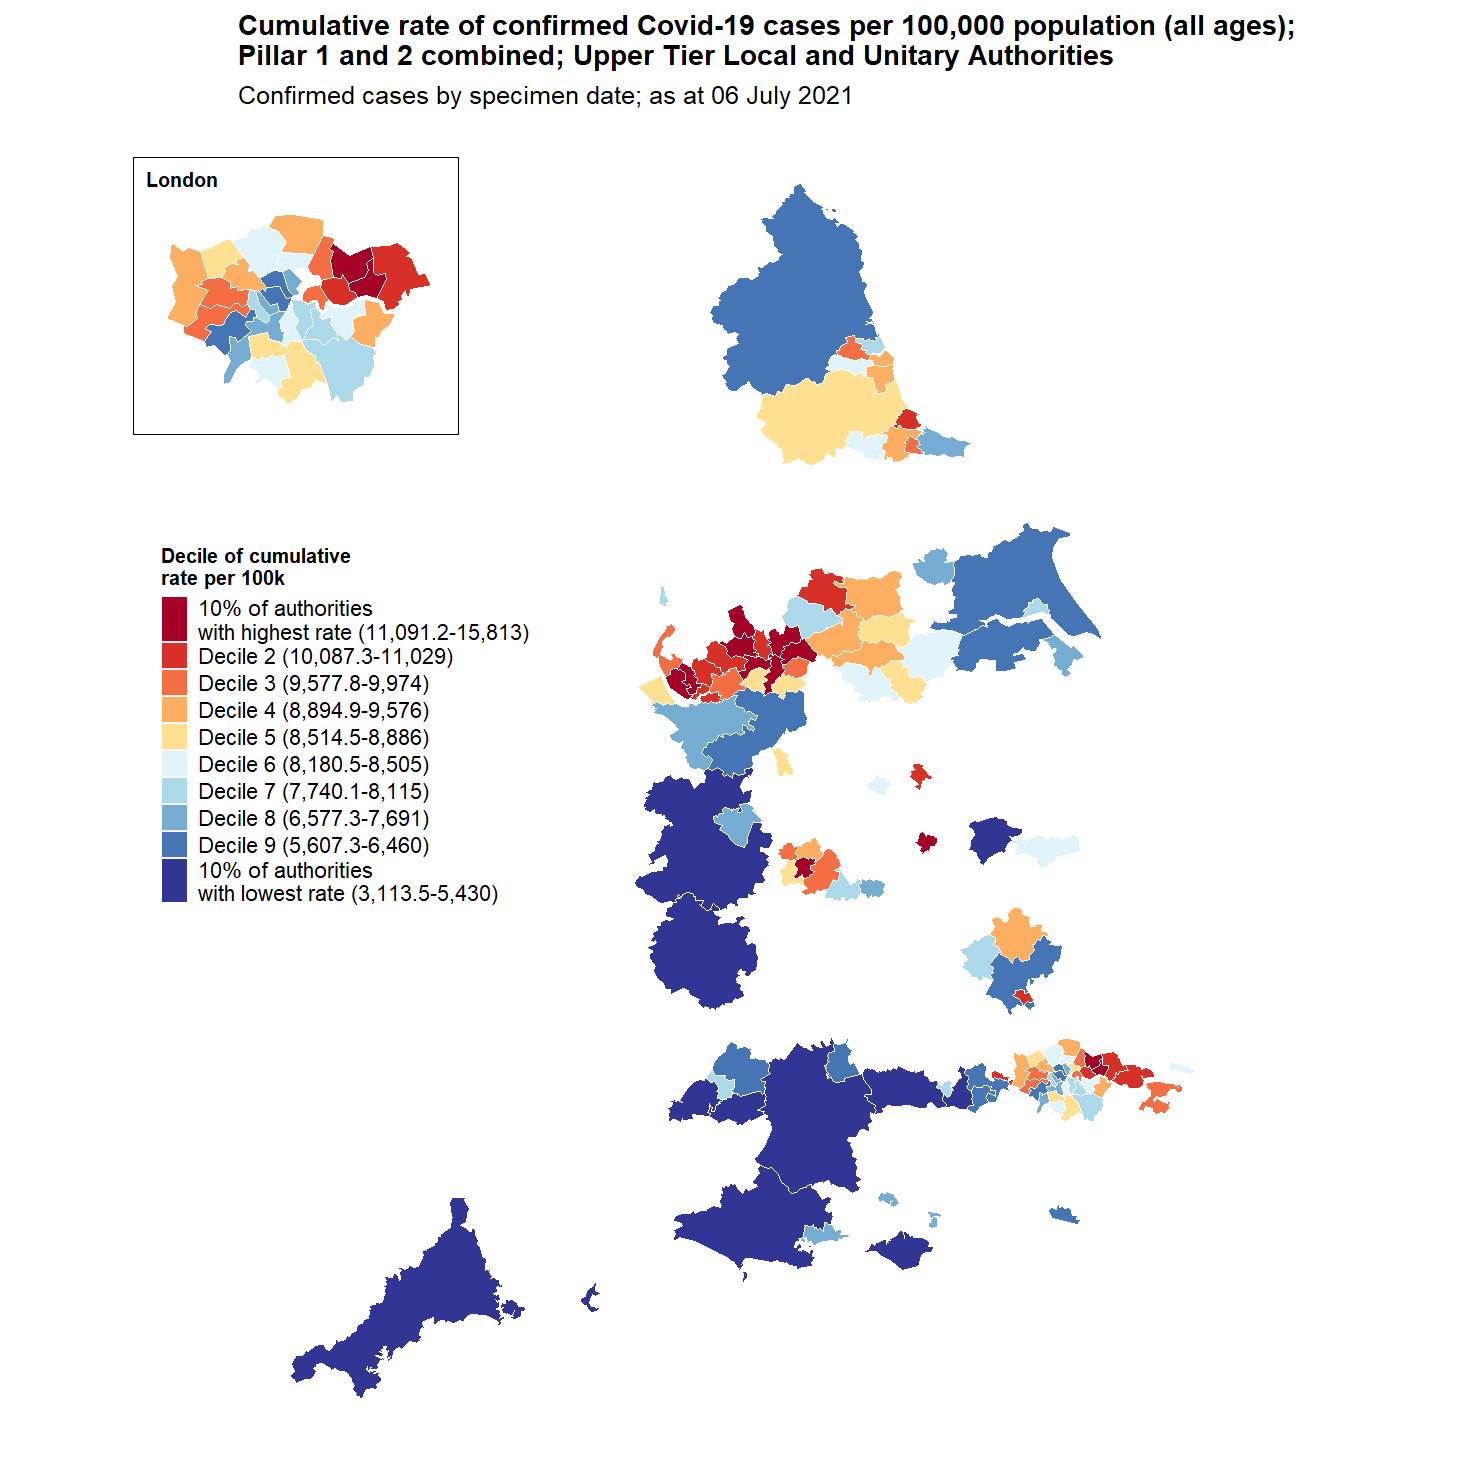 Cumulative rate of confirmed Covid-19 cases per 100,000 population (all ages);
Pillar 1 and 2 combined; Upper Tier Local and Unitary Authorities
Confirmed cases by specimen date; as at 06 July 2021
London
Decile of cumulative
rate per 100k
10% of authorities
with highest rate (11,091.2-15,813)
Decile 2 (10,087.3-11,029)
Decile 3 (9,577.8-9,974)
Decile 4 (8,894.9-9,576)
Decile 5 (8,514.5-8,886)
Decile 6 (8,180.5-8,505)
Decile 7 (7,740.1-8,115)
Decile 8 (6,577.3-7,691)
Decile 9 (5,607.3-6,460)
10% of authorities
with lowest rate (3,113.5-5,430)